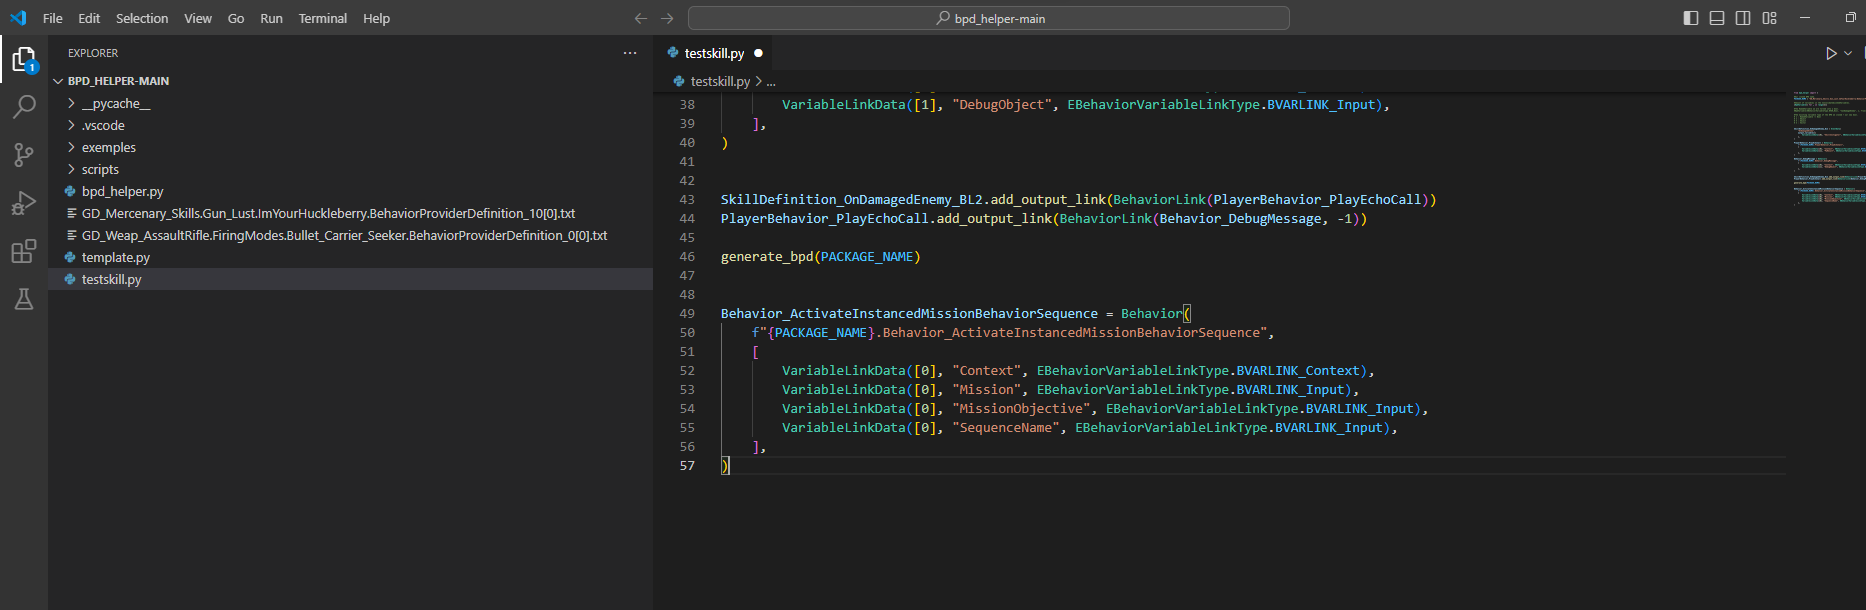 File Edit Selection View Go Run Terminal Help
bpd_helper-main
EXPLORER
BPD_HELPER-MAIN
__pycache__
.vscode
exemples
scripts
bpd_helper.py
GD_Mercenary_Skills.Gun_Lust.ImYourHuckleberry.BehaviorProviderDefinition_10[0].txt
GD_Weap_AssaultRifle.FiringModes.Bullet_Carrier_Seeker.BehaviorProviderDefinition_0[0].txt
template.py
testskill.py
1
testskill.py
testskill.py > ...
38 VariableLinkData([1], "DebugObject", EBehaviorVariableLinkType.BVARLINK_Input),
39 ],
40 )
41
42
43 SkillDefinition_OnDamagedEnemy_BL2.add_output_link(BehaviorLink(PlayerBehavior_PlayEchoCall))
44 PlayerBehavior_PlayEchoCall.add_output_link(BehaviorLink(Behavior_DebugMessage, -1))
45
46 generate_bpd(PACKAGE_NAME)
47
48
49 Behavior_ActivateInstancedMissionBehaviorSequence = Behavior(
50 f"{PACKAGE_NAME}.Behavior_ActivateInstancedMissionBehaviorSequence",
51 [
52 VariableLinkData([0], "Context", EBehaviorVariableLinkType.BVARLINK_Context),
53 VariableLinkData([0], "Mission", EBehaviorVariableLinkType.BVARLINK_Input),
54 VariableLinkData([0], "MissionObjective", EBehaviorVariableLinkType.BVARLINK_Input),
55 VariableLinkData([0], "SequenceName", EBehaviorVariableLinkType.BVARLINK_Input),
56 ],
57 )